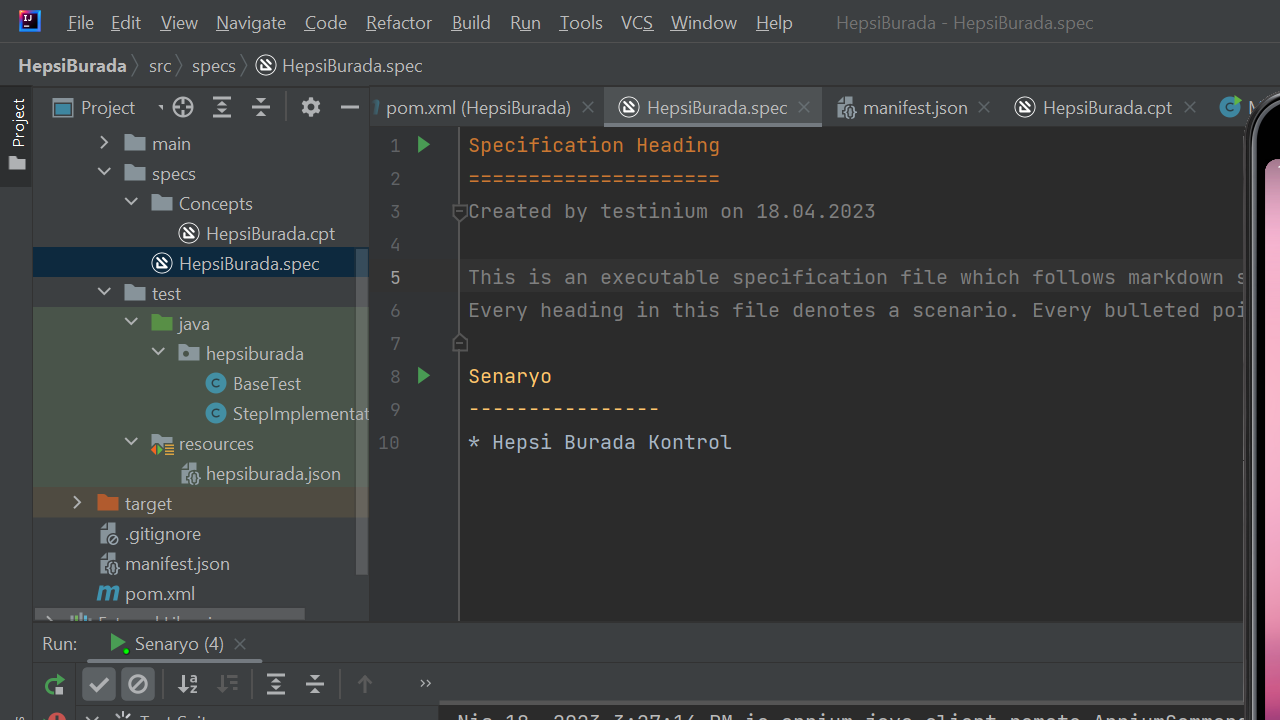 File Edit View Navigate Code Refactor Build Run Tools VCS Window Help HepsiBurada - HepsiBurada.spec
HepsiBurada src specs HepsiBurada.spec
Project
Project
pom.xml (HepsiBurada) HepsiBurada.spec manifest.json HepsiBurada.cpt
main
specs
Concepts
HepsiBurada.cpt
HepsiBurada.spec
test
java
hepsiburada
BaseTest
StepImplementat
resources
hepsiburada.json
target
.gitignore
manifest.json
pom.xml
1 Specification Heading
2 =====================
3 Created by testinium on 18.04.2023
4
5 This is an executable specification file which follows markdown s
6 Every heading in this file denotes a scenario. Every bulleted poi
7
8 Senaryo
9 ----------------
10 * Hepsi Burada Kontrol
Run: Senaryo (4)